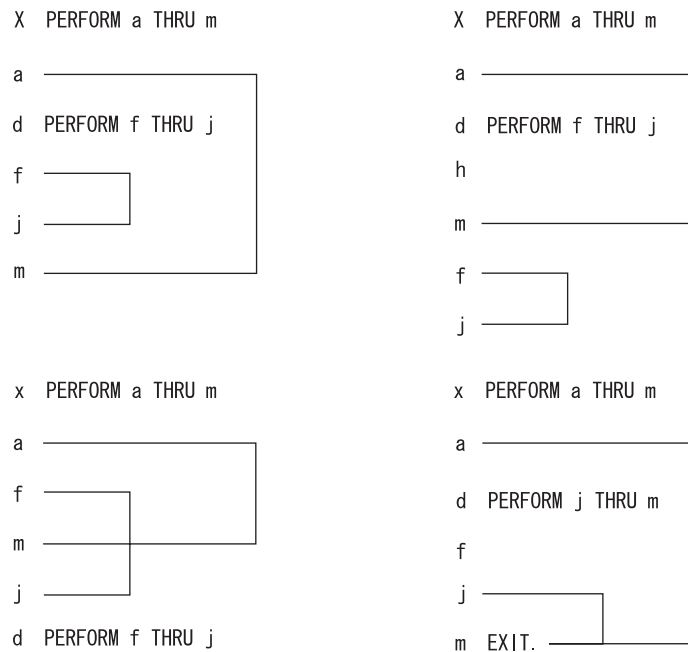 X PERFORM a THRU m
a
d PERFORM f THRU j
f
j
m
X PERFORM a THRU m
a
d PERFORM f THRU j
h
m
f
j
x PERFORM a THRU m
a
f
m
j
d PERFORM f THRU j
x PERFORM a THRU m
a
d PERFORM j THRU m
f
j
m EXIT.